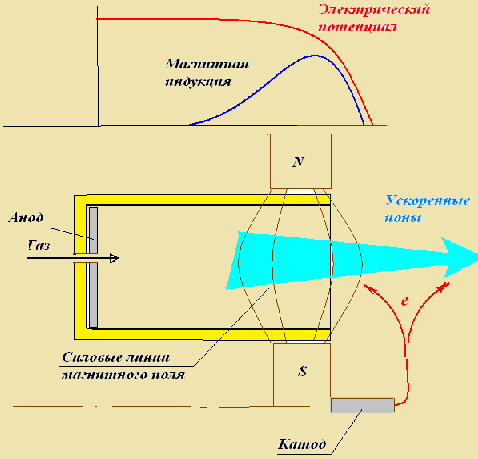 Электрический
потенциал
Магнитная
индукция
N
Ускоренные
ионы
Анод
Газ
e
Силовые линии
магнитного поля
S
Катод